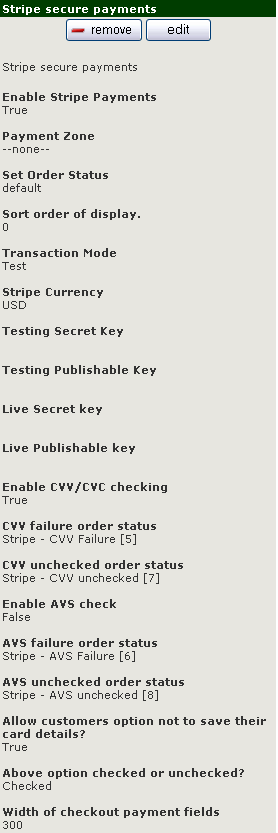 Stripe secure payments
remove edit
Stripe secure payments
Enable Stripe Payments
True
Payment Zone
--none--
Set Order Status
default
Sort order of display.
0
Transaction Mode
Test
Stripe Currency
USD
Testing Secret Key
Testing Publishable Key
Live Secret key
Live Publishable key
Enable CVV/CVC checking
True
CVV failure order status
Stripe - CVV Failure [5]
CVV unchecked order status
Stripe - CVV unchecked [7]
Enable AVS check
False
AVS failure order status
Stripe - AVS Failure [6]
AVS unchecked order status
Stripe - AVS unchecked [8]
Allow customers option not to save their
card details?
True
Above option checked or unchecked?
Checked
Width of checkout payment fields
300